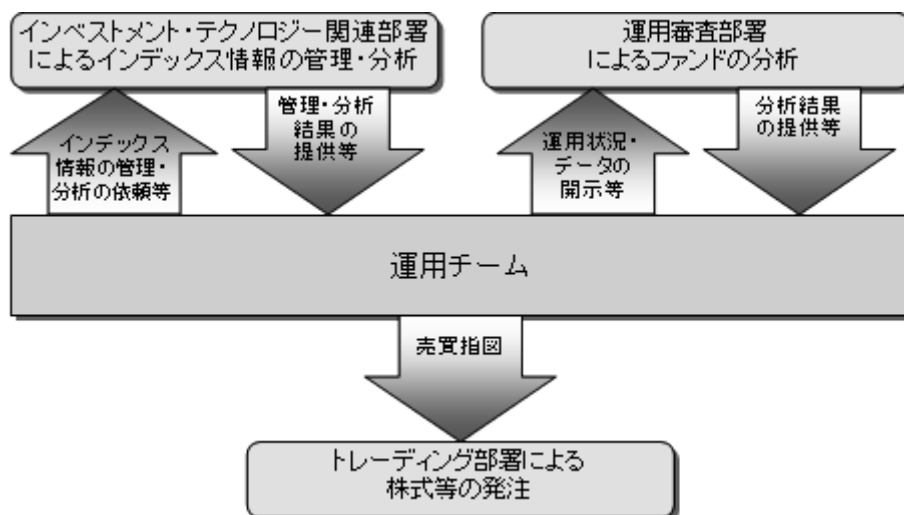 インベストメント・テクノロジー関連部署
によるインデックス情報の管理・分析
運用審査部署
によるファンドの分析
インデックス
情報の管理・
分析の依頼等
管理・分析
結果の
提供等
運用状況・
データの
開示等
分析結果
の提供等
運用チーム
売買指図
トレーディング部署による
株式等の発注